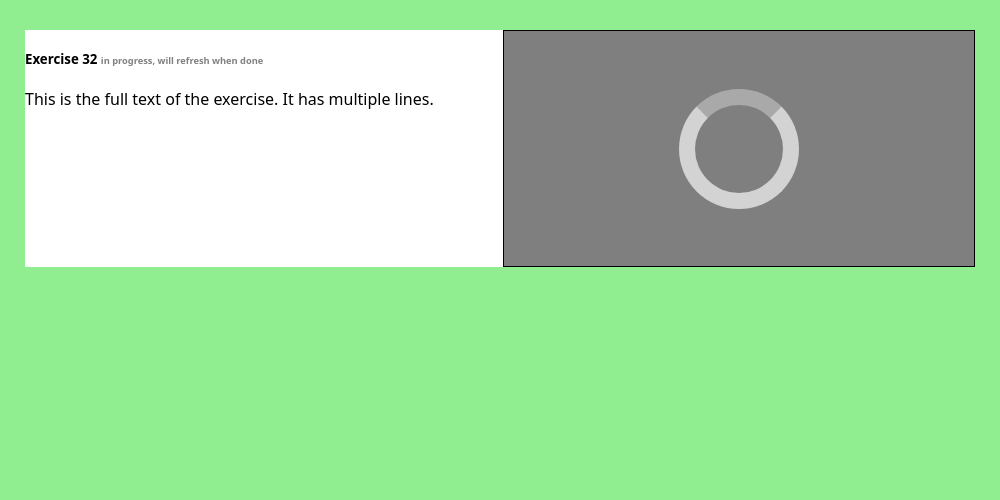 Exercise 32 in progress, will refresh when done
This is the full text of the exercise. It has multiple lines.